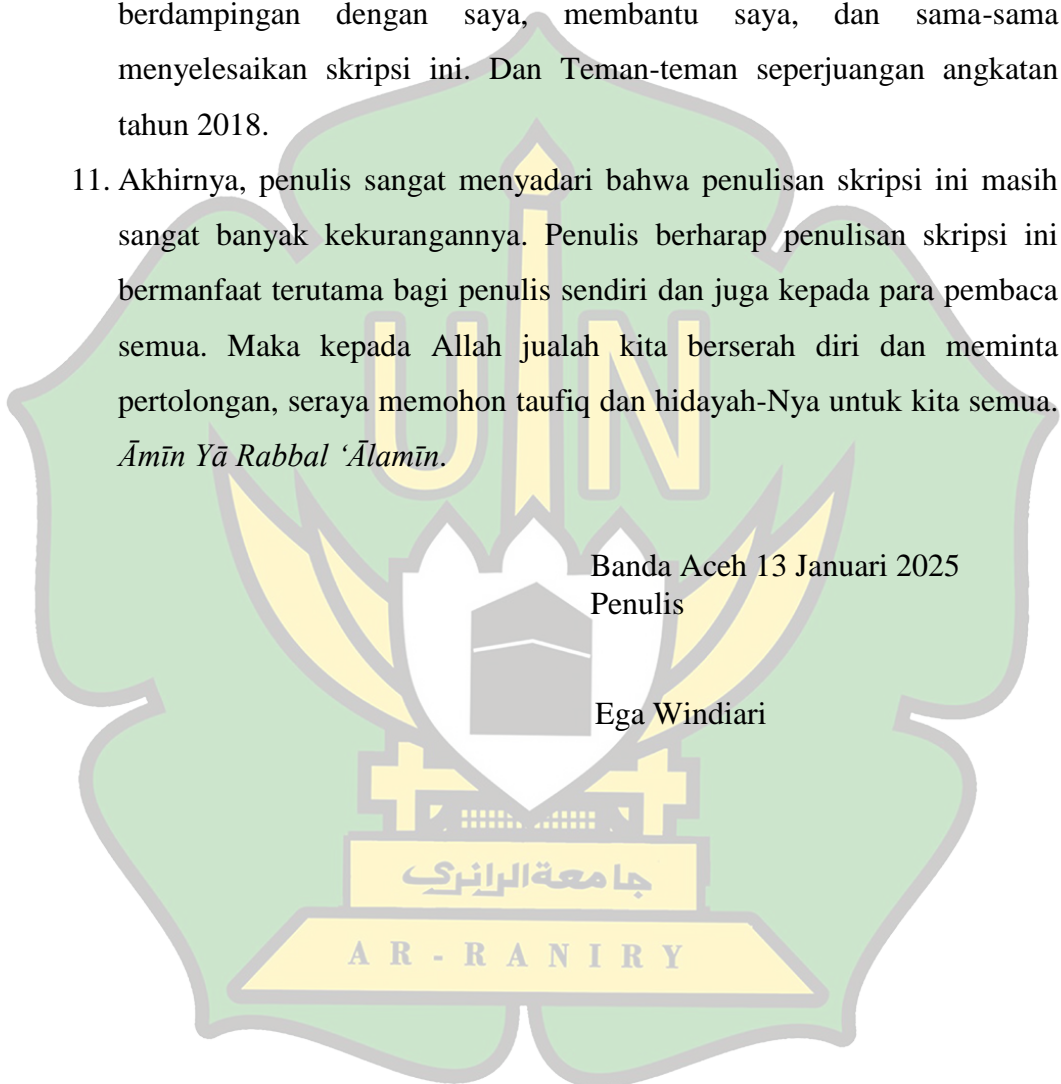 berdampingan dengan saya, membantu saya, dan sama-sama
menyelesaikan skripsi ini. Dan Teman-teman seperjuangan angkatan
tahun 2018.
11. Akhirnya, penulis sangat menyadari bahwa penulisan skripsi ini masih
sangat banyak kekurangannya. Penulis berharap penulisan skripsi ini
bermanfaat terutama bagi penulis sendiri dan juga kepada para pembaca
semua. Maka kepada Allah jualah kita berserah diri dan meminta
pertolongan, seraya memohon taufiq dan hidayah-Nya untuk kita semua.
Āmīn Yā Rabbal ‘Ālamīn.
UIN
Banda Aceh 13 Januari 2025
Penulis
Ega Windiari
جامعة الرانري
AR-RANIRY